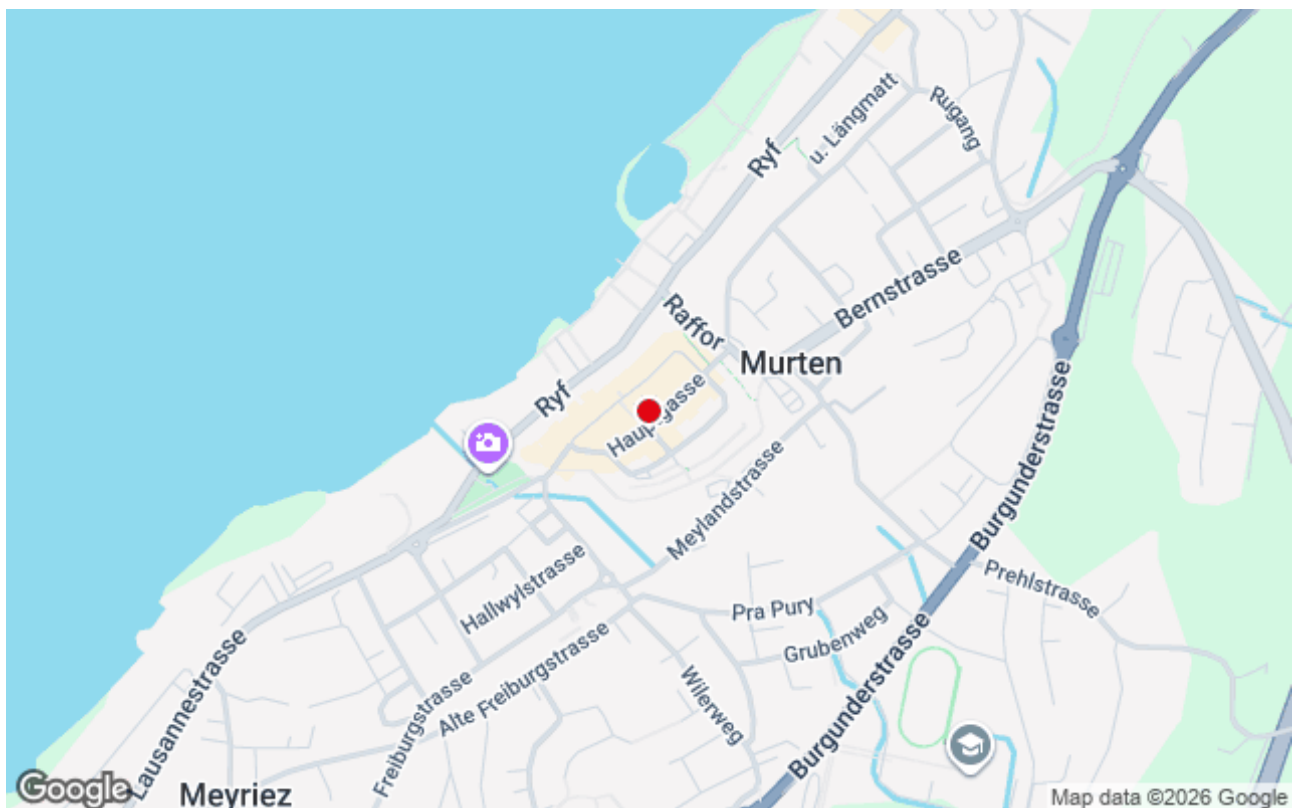 Rugang
u. Längmatt
Ryf
Bernstrasse
Raffor
Murten
Ryf
Hauptgasse
Burgunderstrasse
Meylandstrasse
Hallwylstrasse
Prehlstrasse
Pra Pury
Grubenweg
Alte Freiburgstrasse
Freiburgstrasse
Lausannestrasse
Wilerweg
Burgunderstrasse
Meyriez
Google
Map data ©2026 Google